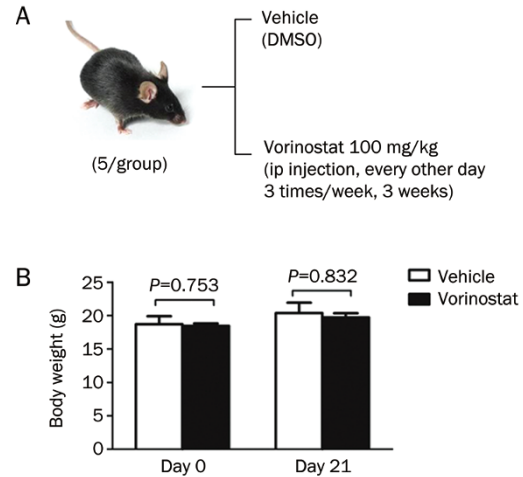 A
Vehicle
(DMSO)
(5/group)
Vorinostat 100 mg/kg
(ip injection, every other day
3 times/week, 3 weeks)
B
Body weight (g)
25
20
15
10
5
0
P=0.753
P=0.832
Day 0
Day 21
Vehicle
Vorinostat